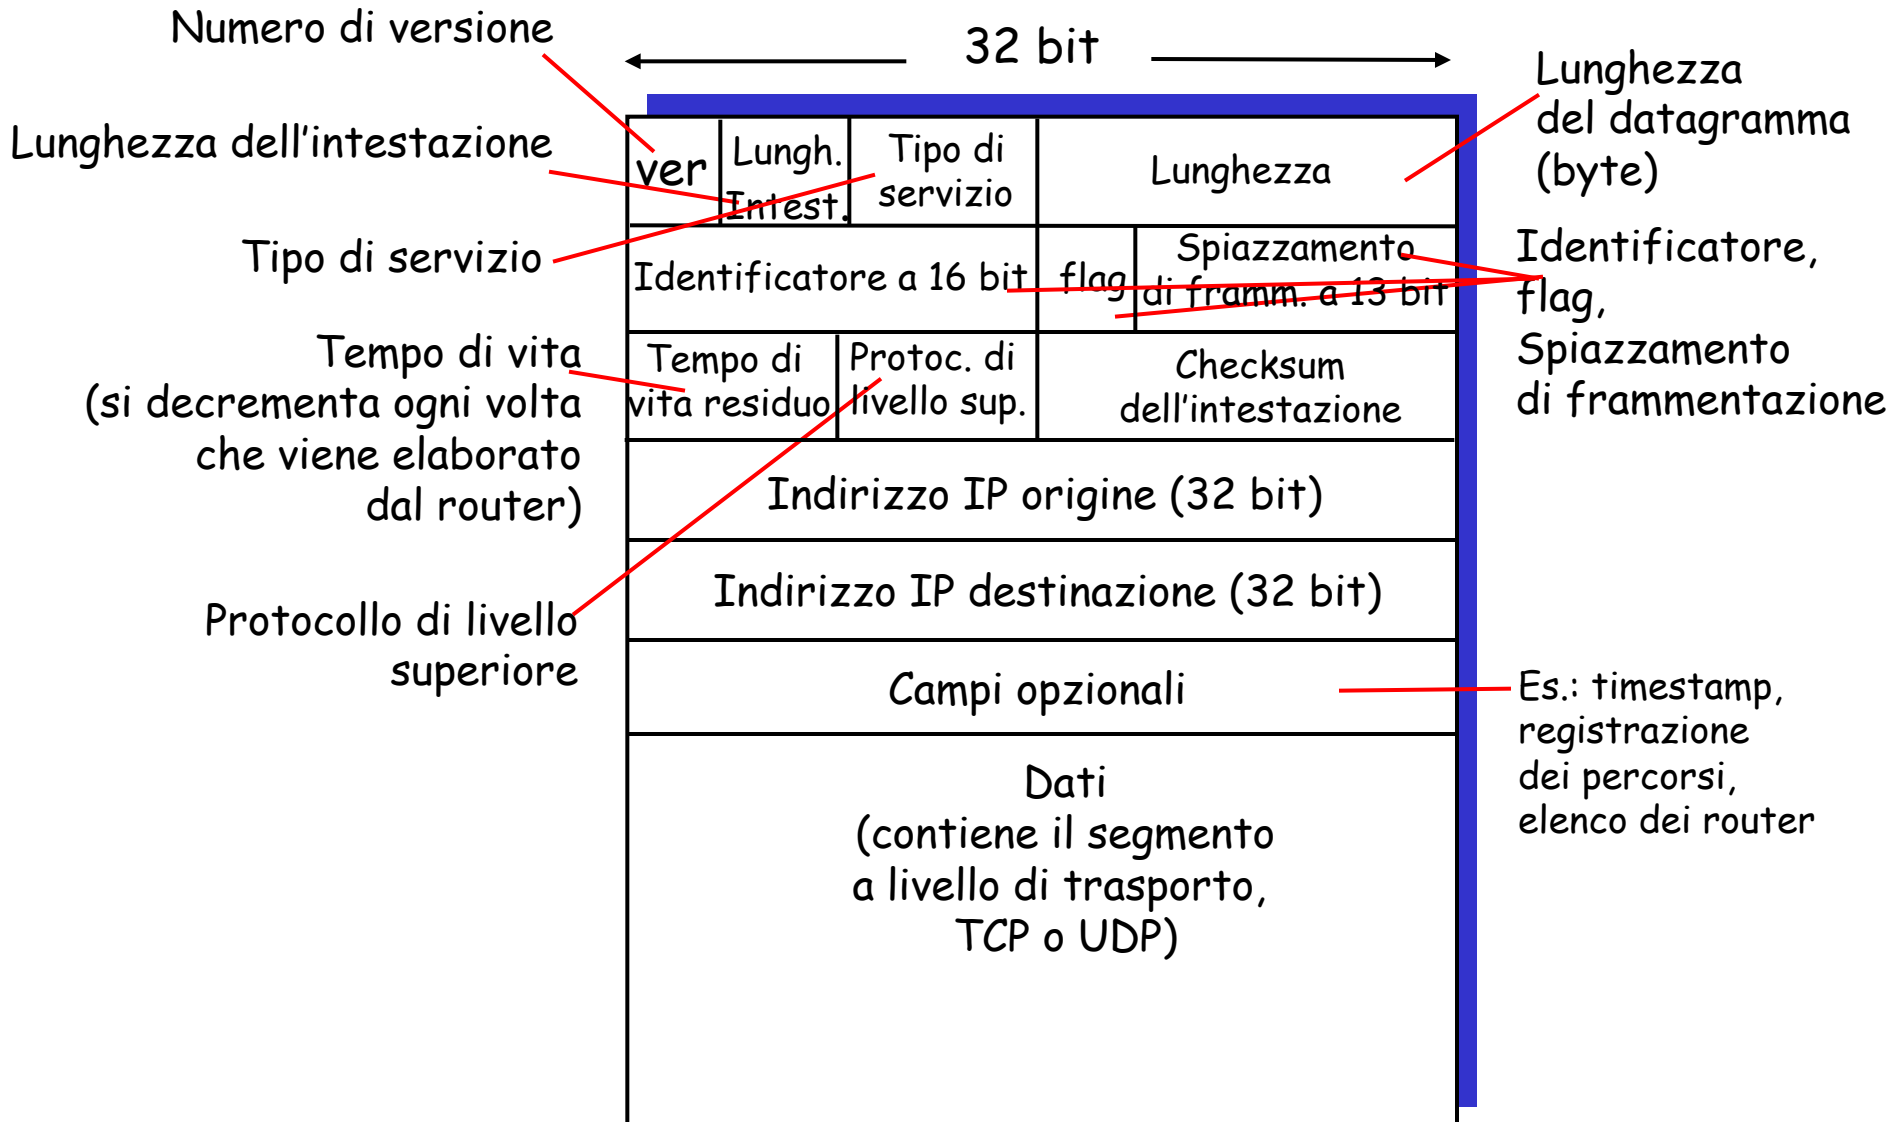 Numero di versione
32 bit
Lunghezza
del datagramma
(byte)
Lunghezza dell'intestazione
ver
Lungh.
Intest.
Tipo di
servizio
Lunghezza
Tipo di servizio
Identificatore a 16 bit
flag
Spiazzamento
di framm. a 13 bit
Identificatore,
flag,
Spiazzamento
di frammentazione
Tempo di vita
(si decrementa ogni volta
che viene elaborato
dal router)
Tempo di
vita residuo
Protoc. di
livello sup.
Checksum
dell'intestazione
Indirizzo IP origine (32 bit)
Indirizzo IP destinazione (32 bit)
Protocollo di livello
superiore
Campi opzionali
Es.: timestamp,
registrazione
dei percorsi,
elenco dei router
Dati
(contiene il segmento
a livello di trasporto,
TCP o UDP)